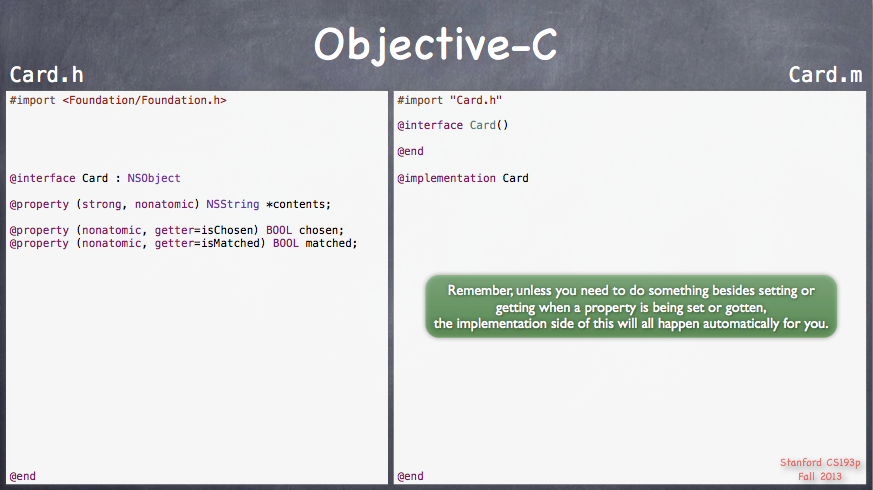 Objective-C
Card.h
Card.m
#import <Foundation/Foundation.h>
@interface Card : NSObject
@property (strong, nonatomic) NSString *contents;
@property (nonatomic, getter=isChosen) BOOL chosen;
@property (nonatomic, getter=isMatched) BOOL matched;
@end
#import "Card.h"
@interface Card()
@end
@implementation Card
Remember, unless you need to do something besides setting or
getting when a property is being set or gotten,
the implementation side of this will all happen automatically for you.
@end
Stanford CS193p
Fall 2013